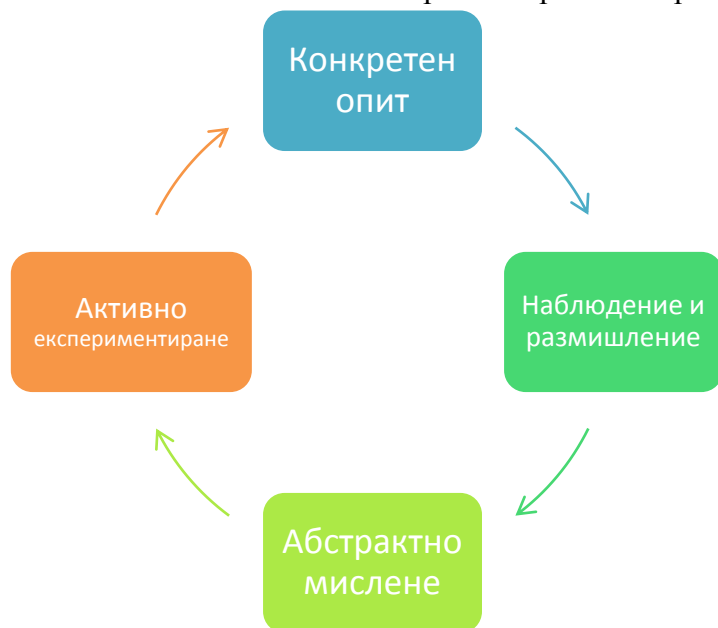 Конкретен
опит
Наблюдение и
размишление
Абстрактно
мислене
Активно
експериментиране